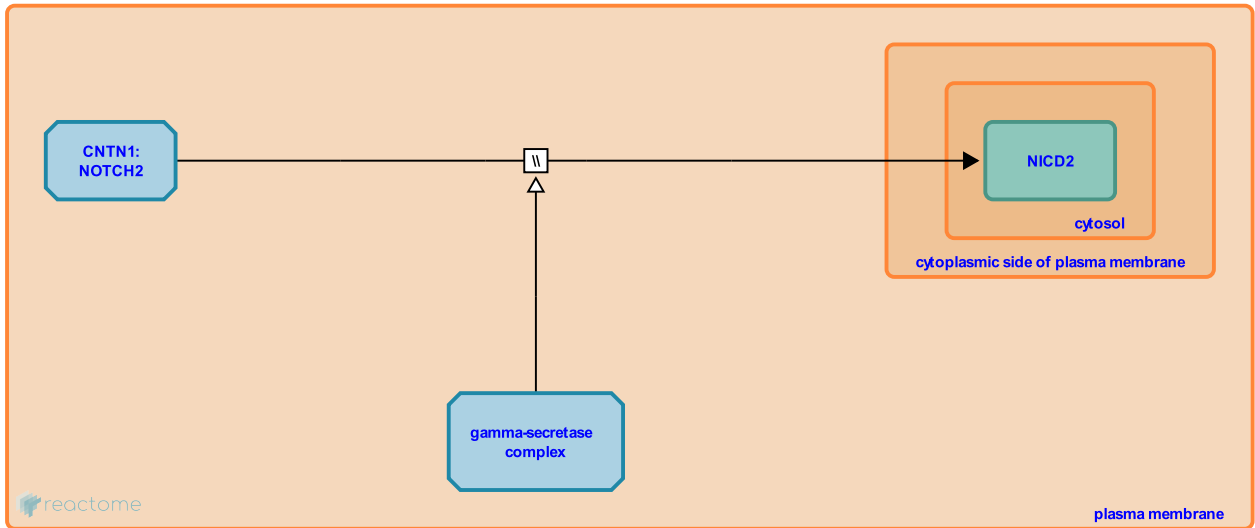 CNTN1:
NOTCH2
\\
NICD2
cytosol
cytoplasmic side of plasma membrane
gamma-secretase
complex
reactome
plasma membrane